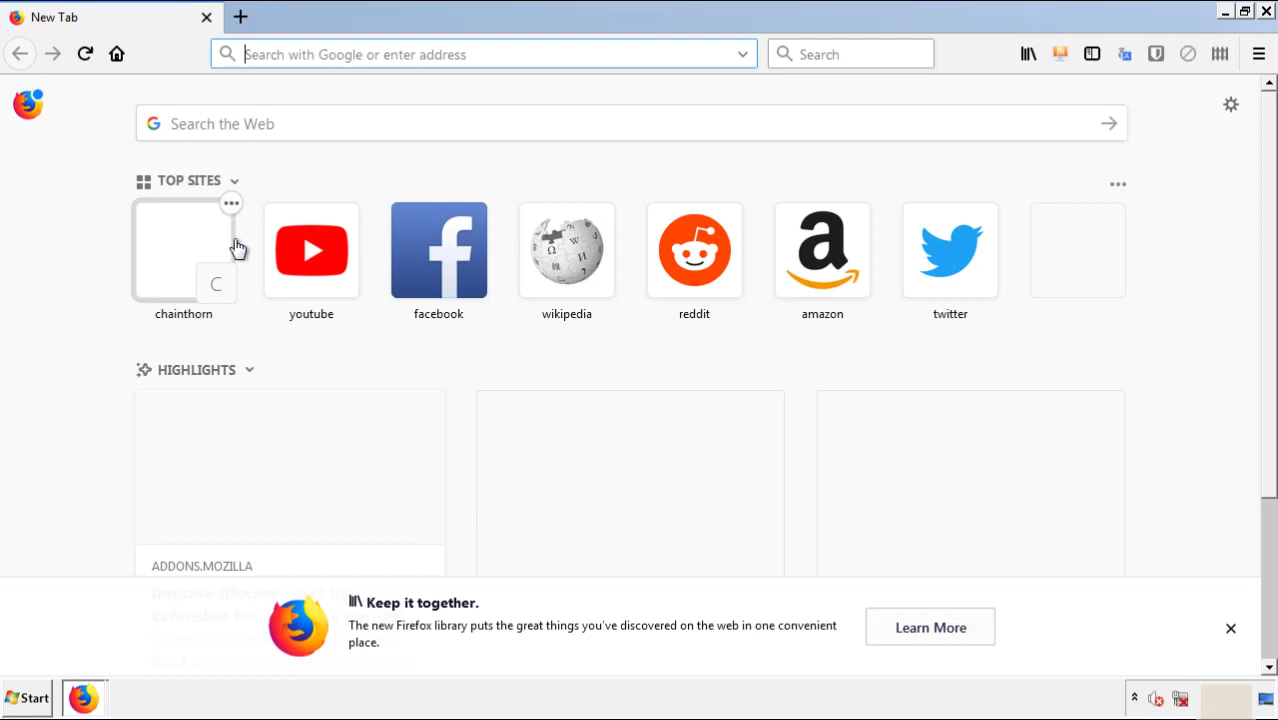 New Tab
Search with Google or enter address
Search
Search the Web
TOP SITES
C
chainthorn
youtube
facebook
wikipedia
reddit
amazon
twitter
HIGHLIGHTS
ADDONS.MOZILLA
Keep it together.
The new Firefox library puts the great things you've discovered on the web in one convenient
place.
Learn More
Start